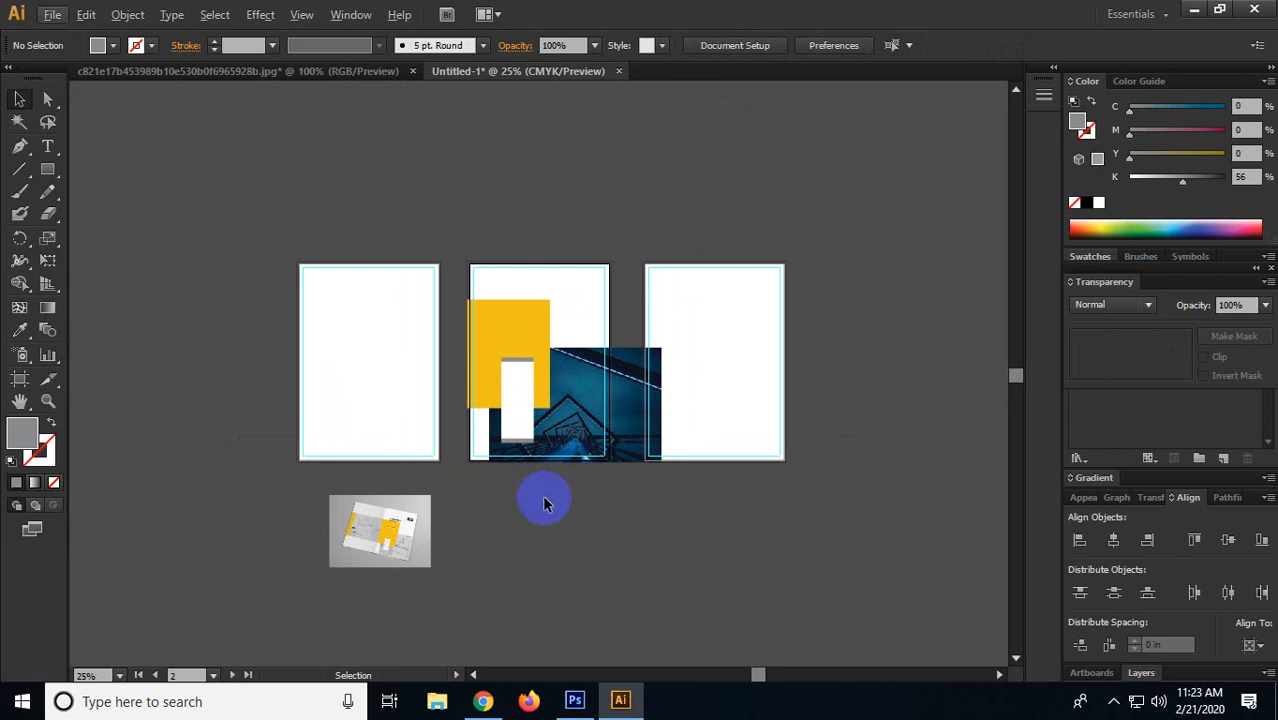 Ai File Edit Object Type Select Effect View Window Help Br Essentials
No Selection Stroke: 5 pt. Round Opacity: 100% Style: Document Setup Preferences
c821e17b453989b10e530b0f6965928b.jpg* @ 100% (RGB/Preview) × Untitled-1* @ 25% (CMYK/Preview) ×
Color Color Guide
C 0 %
M 0 %
Y 0 %
K 56 %
Swatches Brushes Symbols
Transparency
Normal Opacity: 100%
Make Mask
Clip
Invert Mask
Gradient
Appea Graph Transf Align Pathfin
Align Objects:
Distribute Objects:
Distribute Spacing: Align To:
0 in
Artboards Layers
25% 2 Selection
Type here to search Ps Ai 11:23 AM
2/21/2020